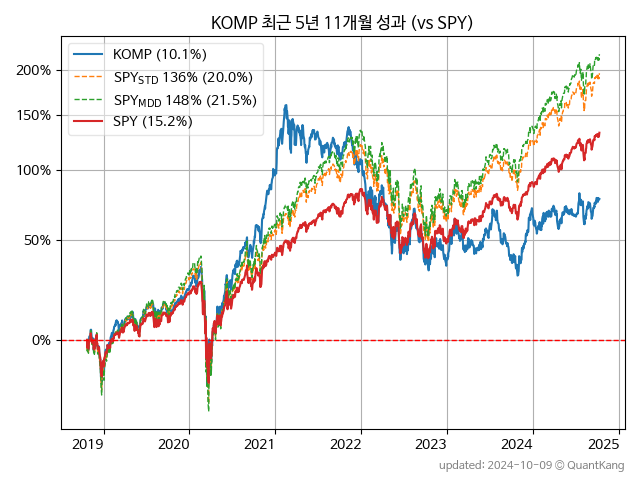 KOMP 최근 5년 11개월 성과 (vs SPY)
KOMP (10.1%)
SPY_STD 136% (20.0%)
SPY_MDD 148% (21.5%)
SPY (15.2%)
200%
150%
100%
50%
0%
2019 2020 2021 2022 2023 2024 2025
updated: 2024-10-09 © QuantKang